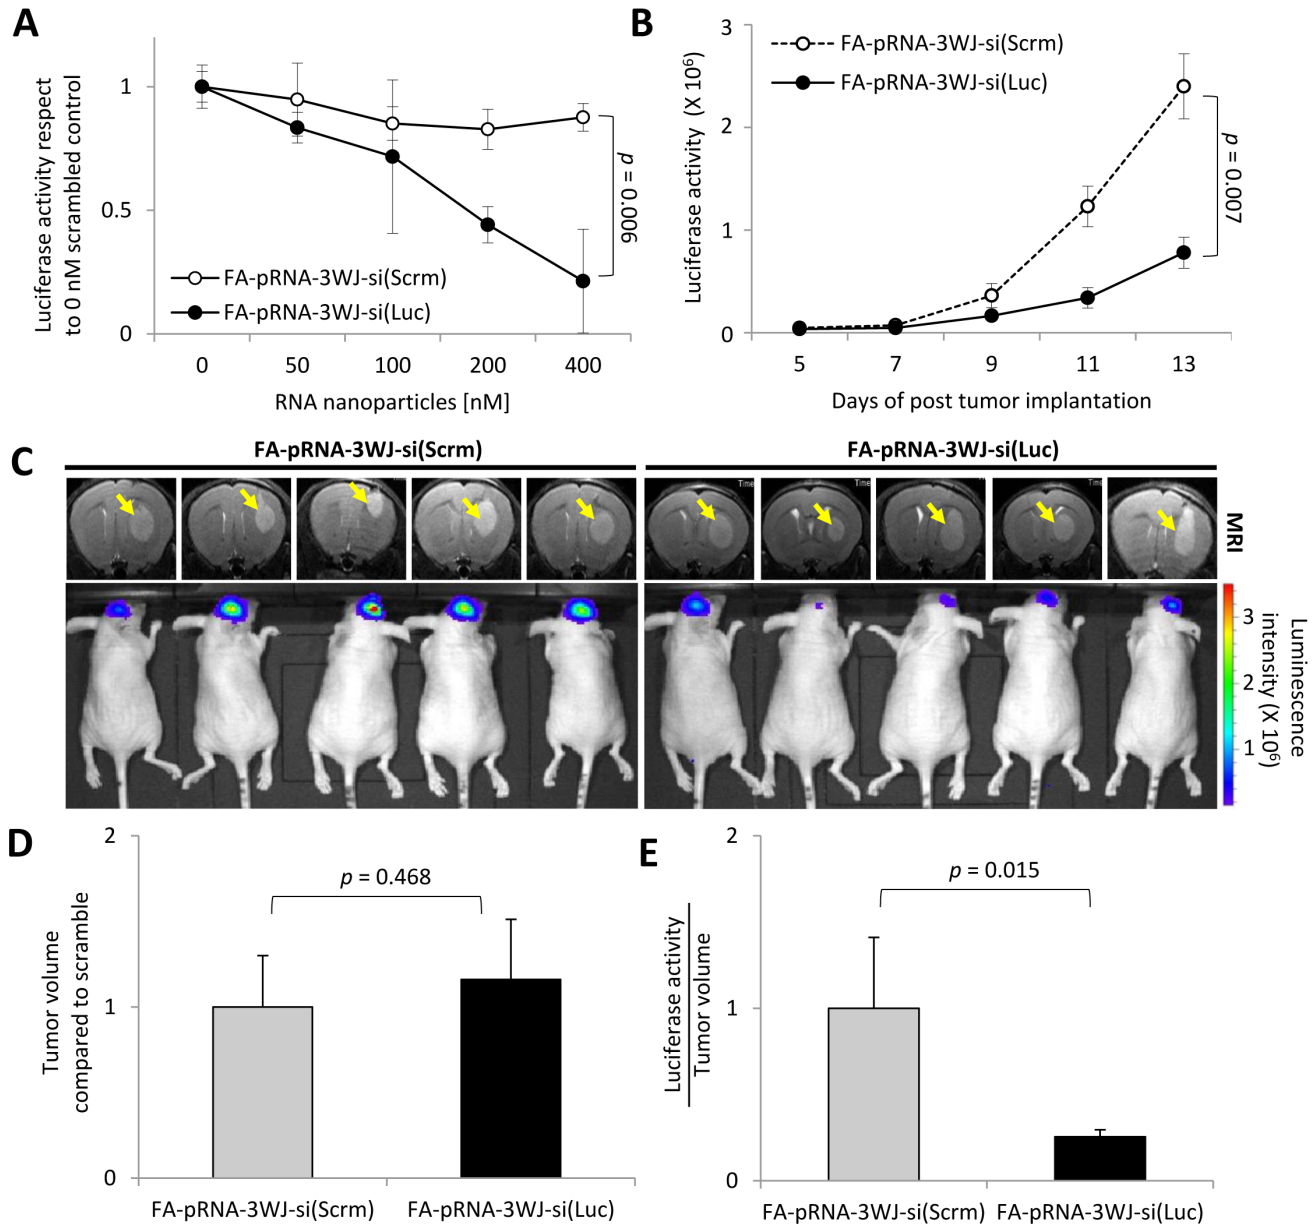 A
Luciferase activity respect
to 0 nM scrambled control
1
0.5
0
FA-pRNA-3WJ-si(Scrm)
FA-pRNA-3WJ-si(Luc)
p = 0.006
0 50 100 200 400
RNA nanoparticles [nM]
B
Luciferase activity (X 10⁶)
3
2
1
0
FA-pRNA-3WJ-si(Scrm)
FA-pRNA-3WJ-si(Luc)
p = 0.007
5 7 9 11 13
Days of post tumor implantation
C
FA-pRNA-3WJ-si(Scrm)
FA-pRNA-3WJ-si(Luc)
Time
Time
MRI
3
2
1
Luminescence
intensity (X 10⁶)
D
Tumor volume
compared to scramble
2
1
0
p = 0.468
FA-pRNA-3WJ-si(Scrm) FA-pRNA-3WJ-si(Luc)
E
Luciferase activity
Tumor volume
2
1
0
p = 0.015
FA-pRNA-3WJ-si(Scrm) FA-pRNA-3WJ-si(Luc)